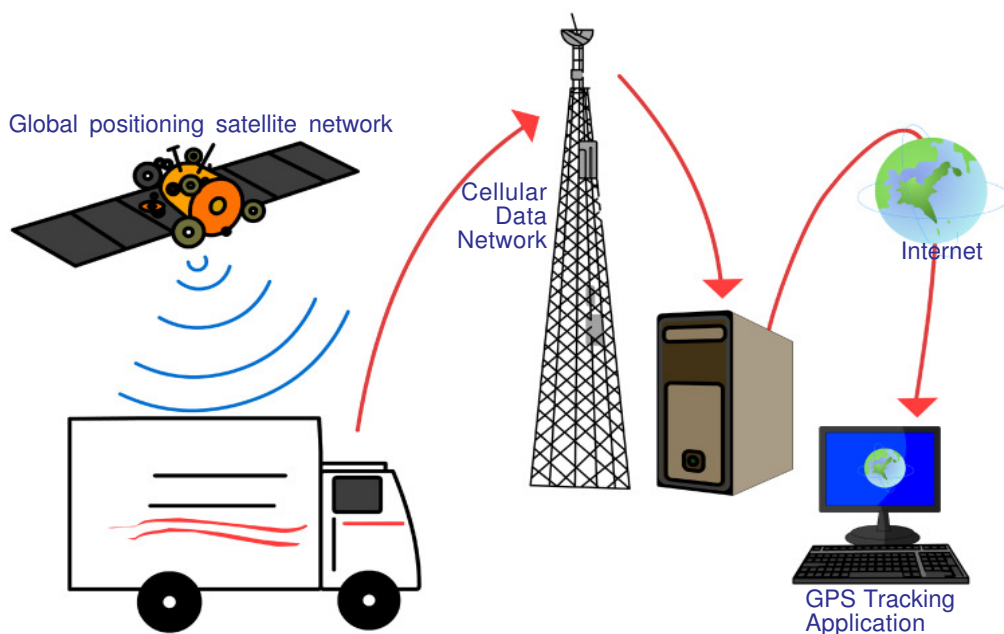 Global positioning satellite network
Cellular
Data
Network
Internet
GPS Tracking
Application